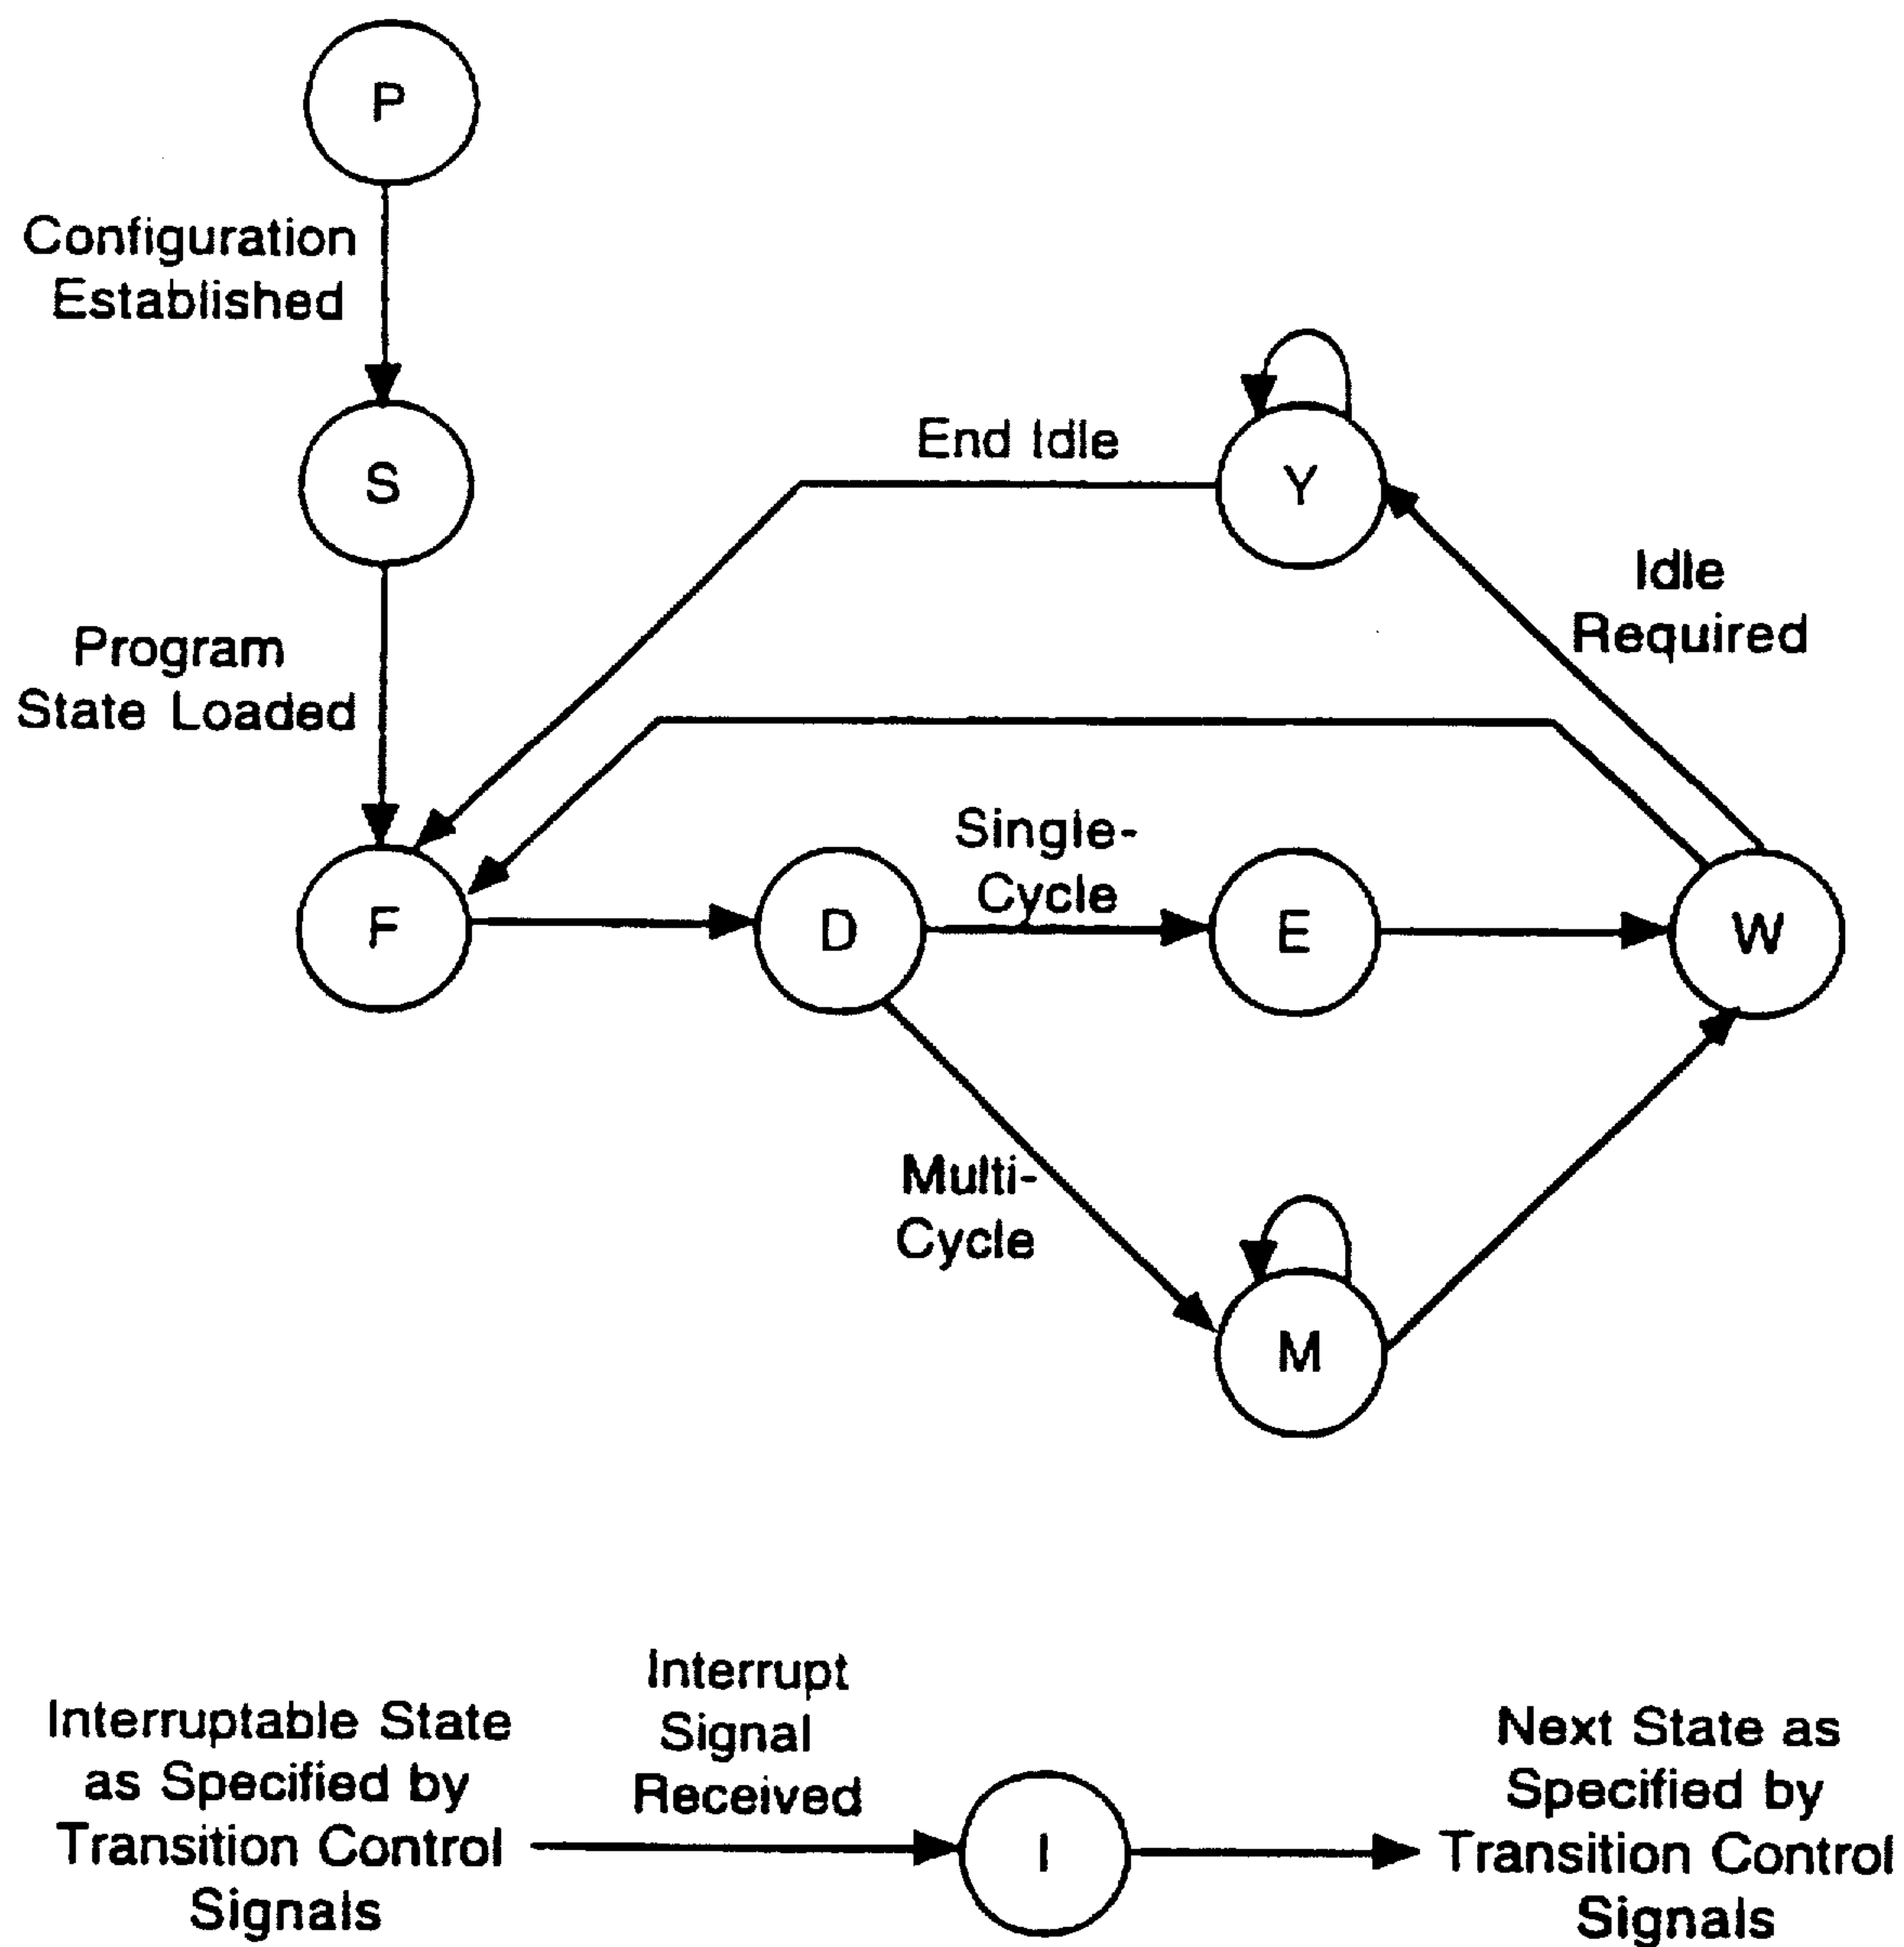 P
Configuration
Established
S
End Idle
Y
Idle
Required
Program
State Loaded
Single-
Cycle
F
D
E
W
Multi-
Cycle
M
Interruptable State
as Specified by
Transition Control
Signals
Interrupt
Signal
Received
I
Next State as
Specified by
Transition Control
Signals